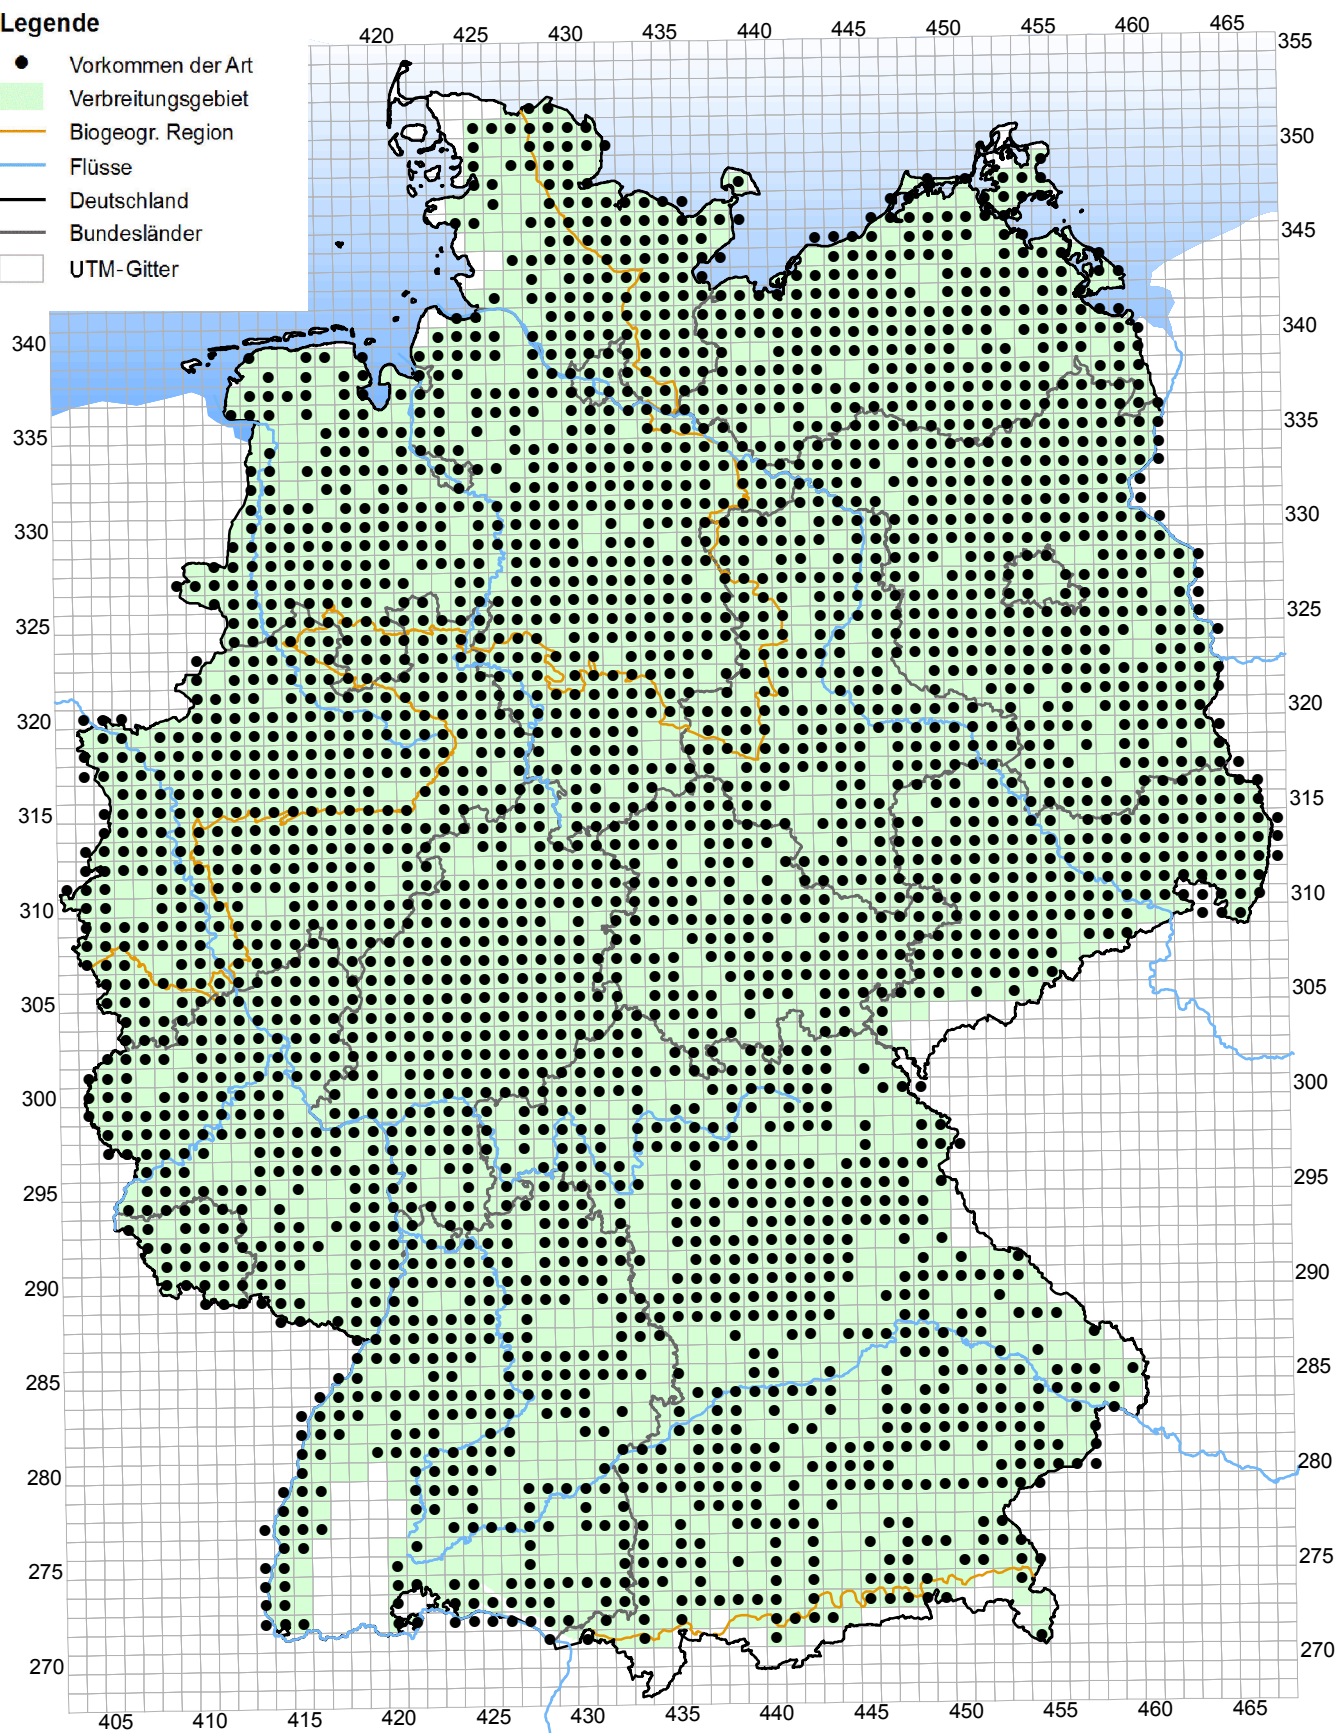 Legende
Vorkommen der Art
Verbreitungsgebiet
Biogeogr. Region
Flüsse
Deutschland
Bundesländer
UTM-Gitter
420 425 430 435 440 445 450 455 460 465
355
350
345
340 340
335 335
330 330
325 325
320 320
315 315
310 310
305 305
300 300
295 295
290 290
285 285
280 280
275 275
270 270
405 410 415 420 425 430 435 440 445 450 455 460 465